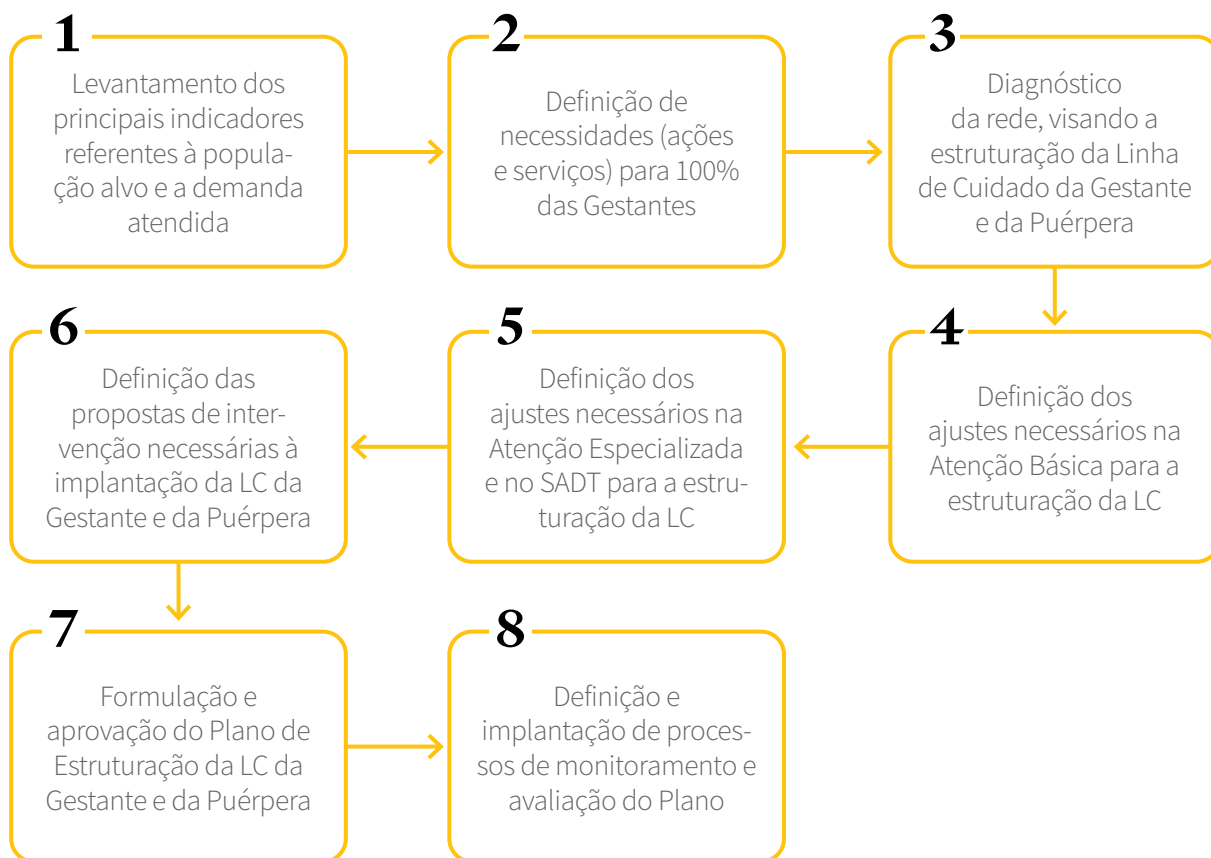 1
Levantamento dos
principais indicadores
referentes à popula-
ção alvo e a demanda
atendida
2
Definição de
necessidades (ações
e serviços) para 100%
das Gestantes
3
Diagnóstico
da rede, visando a
estruturação da Linha
de Cuidado da Gestante
e da Puérpera
4
Definição dos
ajustes necessários na
Atenção Básica para a
estruturação da LC
5
Definição dos
ajustes necessários na
Atenção Especializada
e no SADT para a estru-
turação da LC
6
Definição das
propostas de inter-
venção necessárias à
implantação da LC da
Gestante e da Puérpera
7
Formulação e
aprovação do Plano de
Estruturação da LC da
Gestante e da Puérpera
8
Definição e
implantação de proces-
sos de monitoramento e
avaliação do Plano